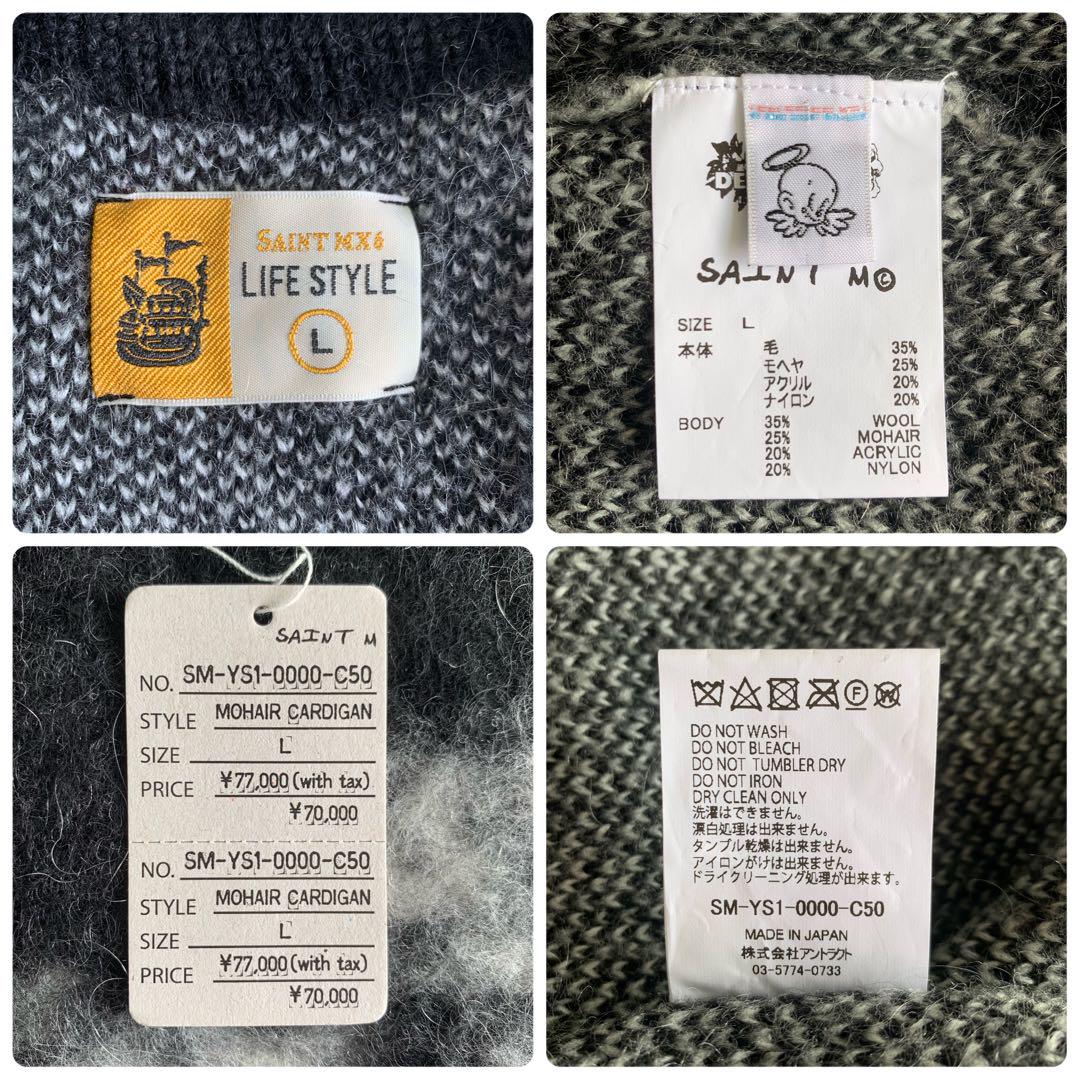 SAINT MX6
LIFE STYLE
L
DE
SAINT M©
SIZE L
本体 毛 35%
モヘヤ 25%
アクリル 20%
ナイロン 20%
BODY 35% WOOL
25% MOHAIR
20% ACRYLIC
20% NYLON
SAINT M
NO. SM-YS1-0000-C50
STYLE MOHAIR CARDIGAN
SIZE L
PRICE ¥77,000 (with tax)
¥70,000
NO. SM-YS1-0000-C50
STYLE MOHAIR CARDIGAN
SIZE L
PRICE ¥77,000 (with tax)
¥70,000
F W
DO NOT WASH
DO NOT BLEACH
DO NOT TUMBLER DRY
DO NOT IRON
DRY CLEAN ONLY
洗濯はできません。
漂白処理は出来ません。
タンブル乾燥は出来ません。
アイロンがけは出来ません。
ドライクリーニング処理が出来ます。
SM-YS1-0000-C50
MADE IN JAPAN
株式会社アントラクト
03-5774-0733